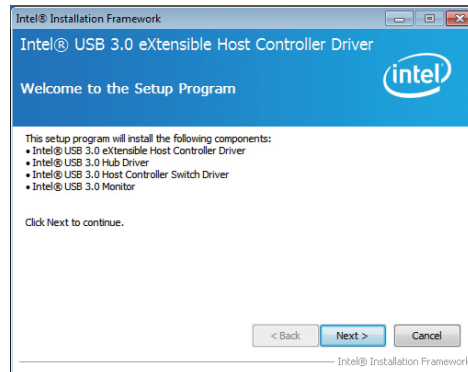 Intel® Installation Framework
Intel® USB 3.0 eXtensible Host Controller Driver
intel
Welcome to the Setup Program
This setup program will install the following components:
• Intel® USB 3.0 eXtensible Host Controller Driver
• Intel® USB 3.0 Hub Driver
• Intel® USB 3.0 Host Controller Switch Driver
• Intel® USB 3.0 Monitor
Click Next to continue.
< Back Next > Cancel
Intel® Installation Framework